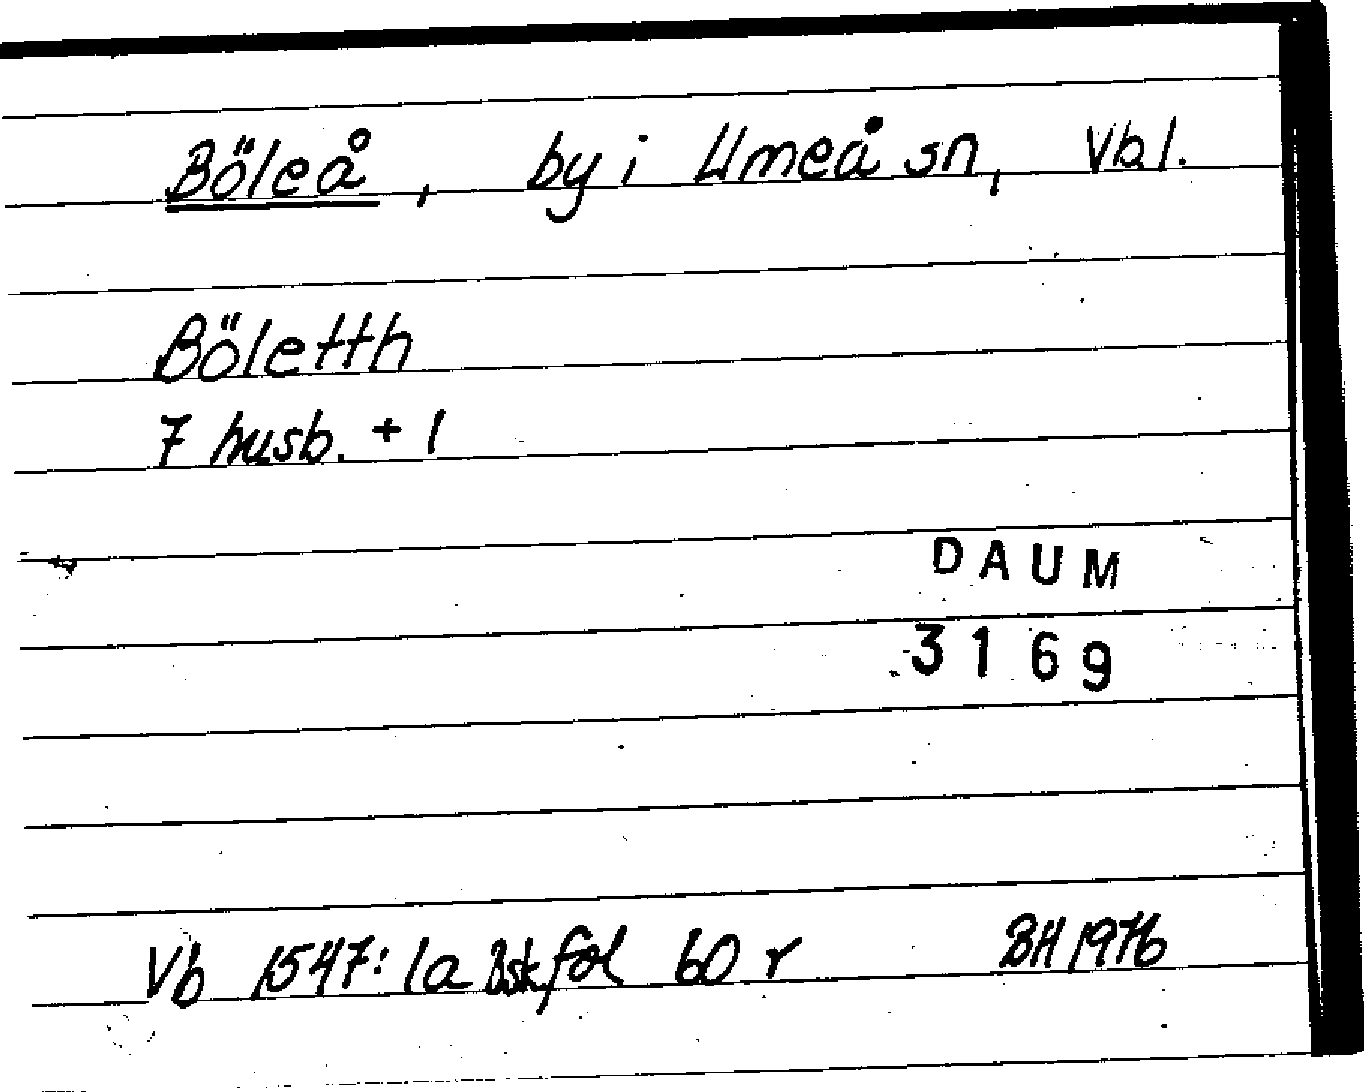 Böleå, by i Umeå sn, Vbl.
Böletth
7 husb. + 1
DAUM
3169
Vb 1547: 1a Bsk fol 60 r BH 1976